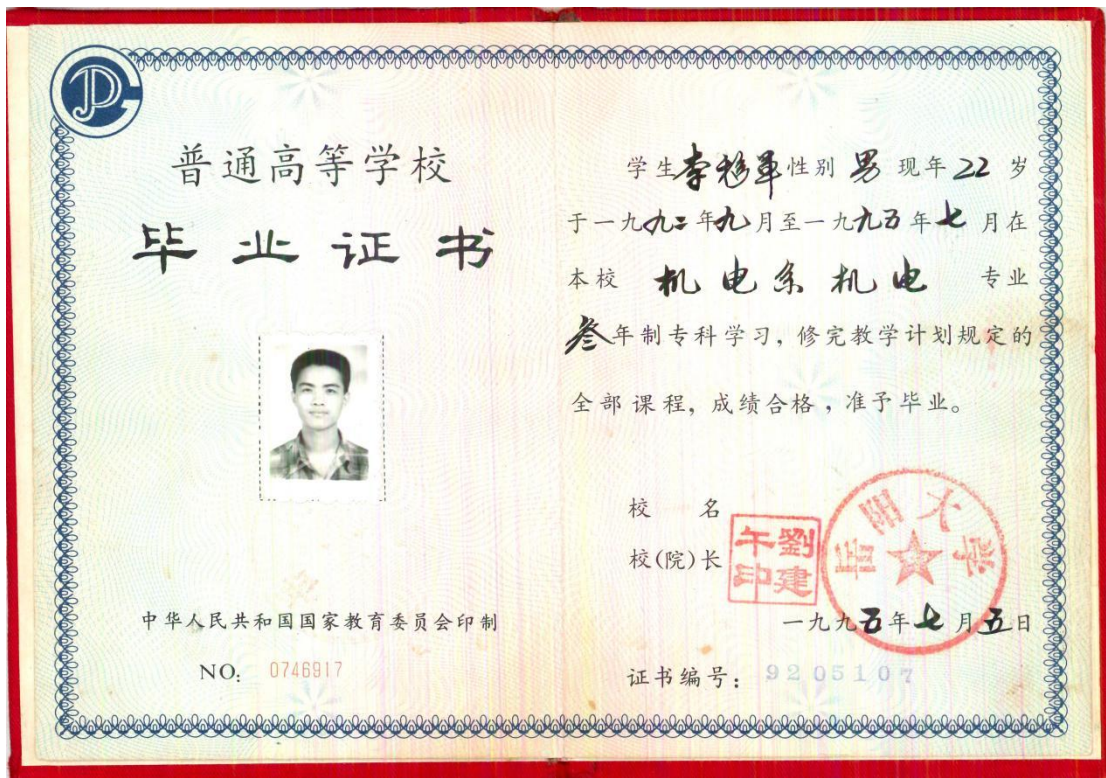 普通高等学校
毕业证书
中华人民共和国国家教育委员会印制
NO: 0746917
学生李移军性别 男 现年22岁
于一九九二年九月至一九九五年七月在
本校 机电系机电 专业
叁年制专科学习，修完教学计划规定的
全部课程，成绩合格，准予毕业。
校 名
大学
校(院)长
劉建午印
一九九五年七月五日
证书编号： 9205107